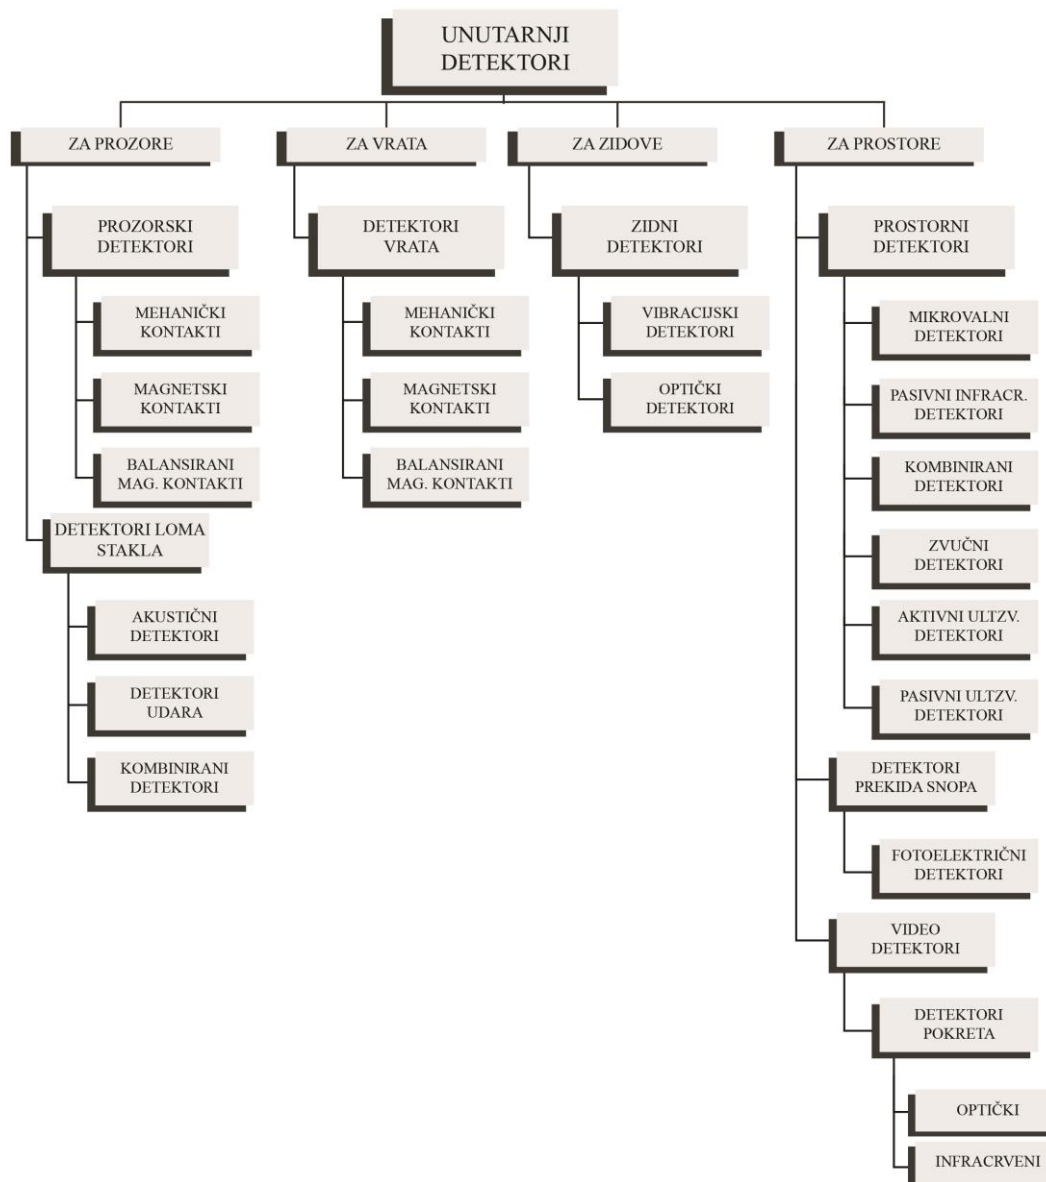 UNUTARNJI
DETEKTORI
ZA PROZORE
PROZORSKI
DETEKTORI
MEHANIČKI
KONTAKTI
MAGNETSKI
KONTAKTI
BALANSIRANI
MAG. KONTAKTI
DETEKTORI LOMA
STAKLA
AKUSTIČNI
DETEKTORI
DETEKTORI
UDARA
KOMBINIRANI
DETEKTORI
ZA VRATA
DETEKTORI
VRATA
MEHANIČKI
KONTAKTI
MAGNETSKI
KONTAKTI
BALANSIRANI
MAG. KONTAKTI
ZA ZIDOVE
ZIDNI
DETEKTORI
VIBRACIJSKI
DETEKTORI
OPTIČKI
DETEKTORI
ZA PROSTORE
PROSTORNI
DETEKTORI
MIKROVALNI
DETEKTORI
PASIVNI INFRACR.
DETEKTORI
KOMBINIRANI
DETEKTORI
ZVUČNI
DETEKTORI
AKTIVNI ULTZV.
DETEKTORI
PASIVNI ULTZV.
DETEKTORI
DETEKTORI
PREKIDA SNOPA
FOTOELEKTRIČNI
DETEKTORI
VIDEO
DETEKTORI
DETEKTORI
POKRETA
OPTIČKI
INFRACRVENI